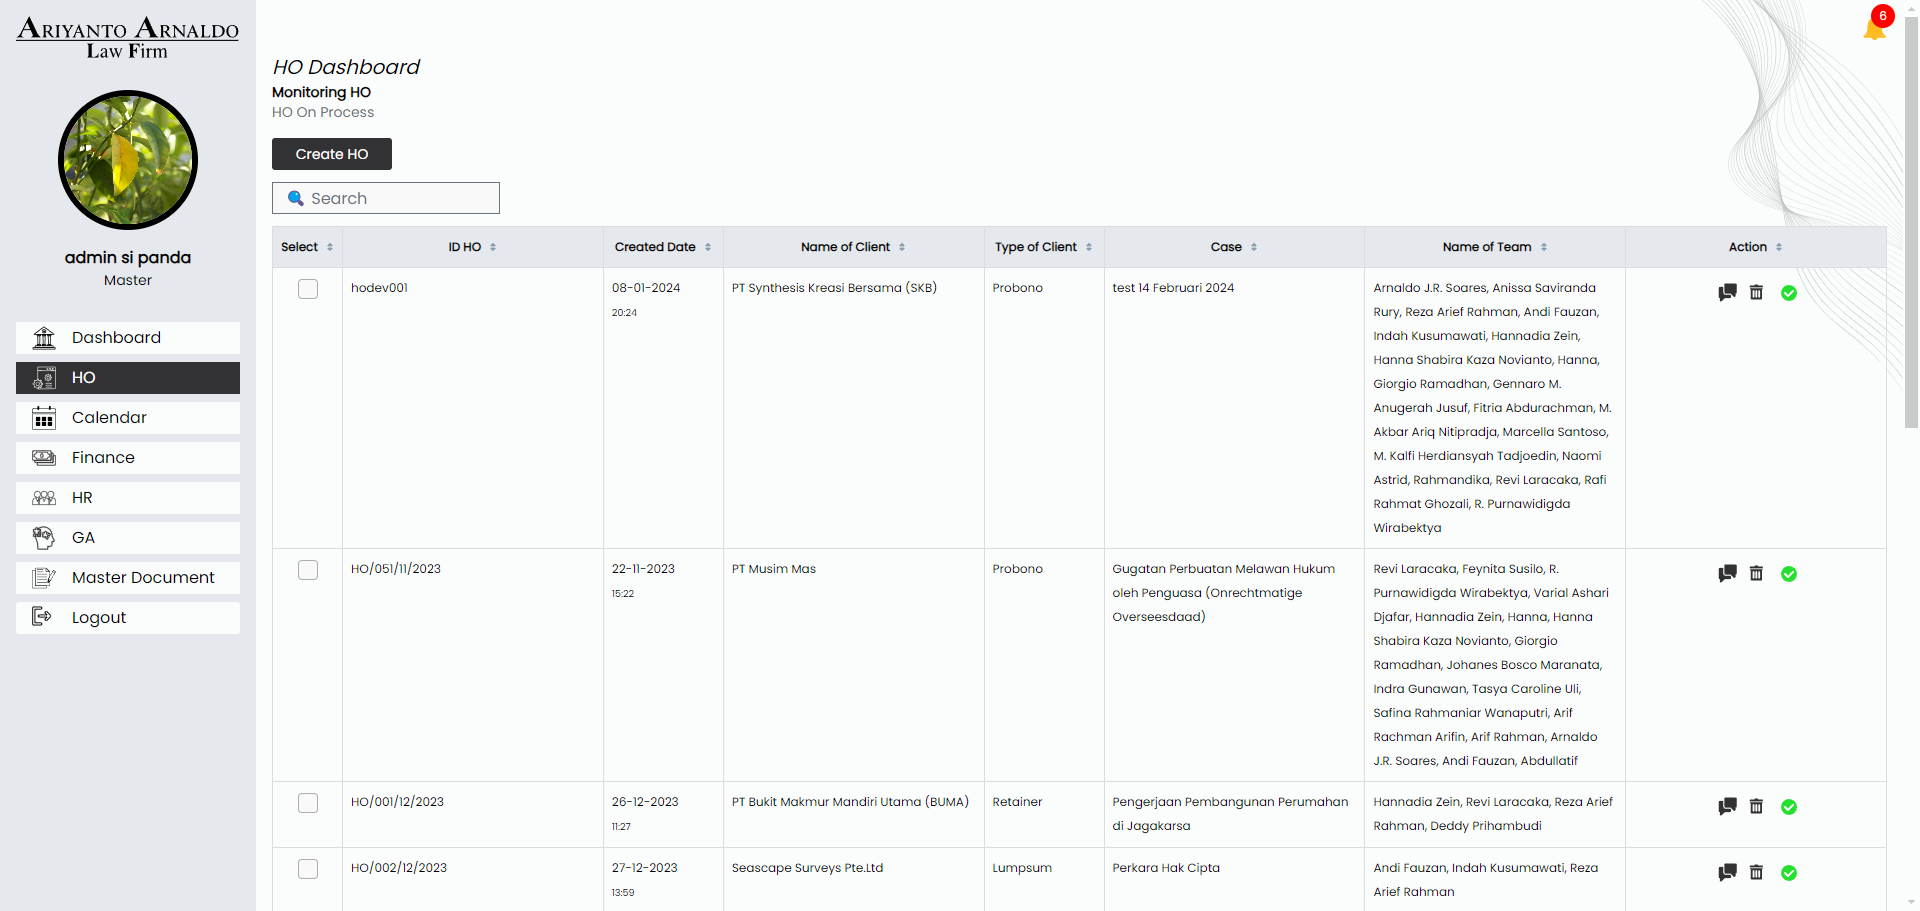 ARIYANTO ARNALDO
Law Firm
admin si panda
Master
Dashboard
HO
Calendar
Finance
HR
GA
Master Document
Logout
6
HO Dashboard
Monitoring HO
HO On Process
Create HO
Search
Select ID HO Created Date Name of Client Type of Client Case Name of Team Action
hodev001
08-01-2024
20:24
PT Synthesis Kreasi Bersama (SKB)
Probono
test 14 Februari 2024
Arnaldo J.R. Soares, Anissa Saviranda
Rury, Reza Arief Rahman, Andi Fauzan,
Indah Kusumawati, Hannadia Zein,
Hanna Shabira Kaza Novianto, Hanna,
Giorgio Ramadhan, Gennaro M.
Anugerah Jusuf, Fitria Abdurachman, M.
Akbar Ariq Nitipradja, Marcella Santoso,
M. Kalfi Herdiansyah Tadjoedin, Naomi
Astrid, Rahmandika, Revi Laracaka, Rafi
Rahmat Ghozali, R. Purnawidigda
Wirabektya
HO/051/11/2023
22-11-2023
15:22
PT Musim Mas
Probono
Gugatan Perbuatan Melawan Hukum
oleh Penguasa (Onrechtmatige
Overseesdaad)
Revi Laracaka, Feynita Susilo, R.
Purnawidigda Wirabektya, Varial Ashari
Djafar, Hannadia Zein, Hanna, Hanna
Shabira Kaza Novianto, Giorgio
Ramadhan, Johanes Bosco Maranata,
Indra Gunawan, Tasya Caroline Uli,
Safina Rahmaniar Wanaputri, Arif
Rachman Arifin, Arif Rahman, Arnaldo
J.R. Soares, Andi Fauzan, Abdullatif
HO/001/12/2023
26-12-2023
11:27
PT Bukit Makmur Mandiri Utama (BUMA)
Retainer
Pengerjaan Pembangunan Perumahan
di Jagakarsa
Hannadia Zein, Revi Laracaka, Reza Arief
Rahman, Deddy Prihambudi
HO/002/12/2023
27-12-2023
13:59
Seascape Surveys Pte.Ltd
Lumpsum
Perkara Hak Cipta
Andi Fauzan, Indah Kusumawati, Reza
Arief Rahman